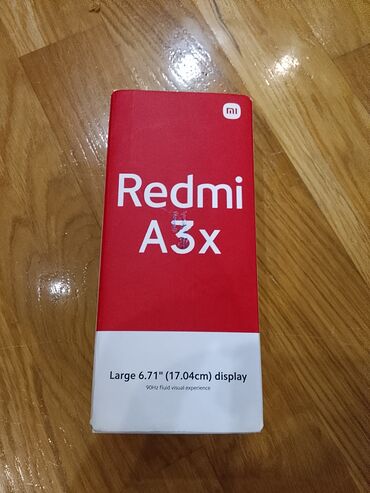 mi
Redmi
A3x
Large 6.71" (17.04cm) display
90Hz fluid visual experience